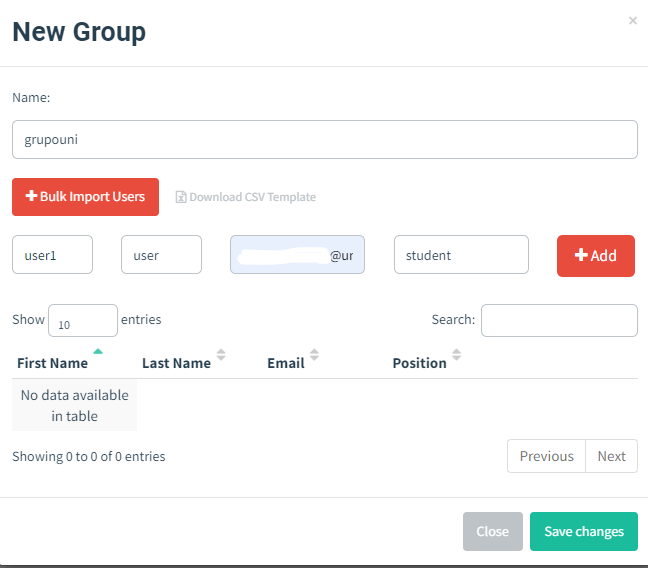 New Group
×
Name:
grupouni
+ Bulk Import Users
Download CSV Template
user1 user @ur student + Add
Show 10 entries Search:
First Name Last Name Email Position
No data available
in table
Showing 0 to 0 of 0 entries
Previous Next
Close Save changes